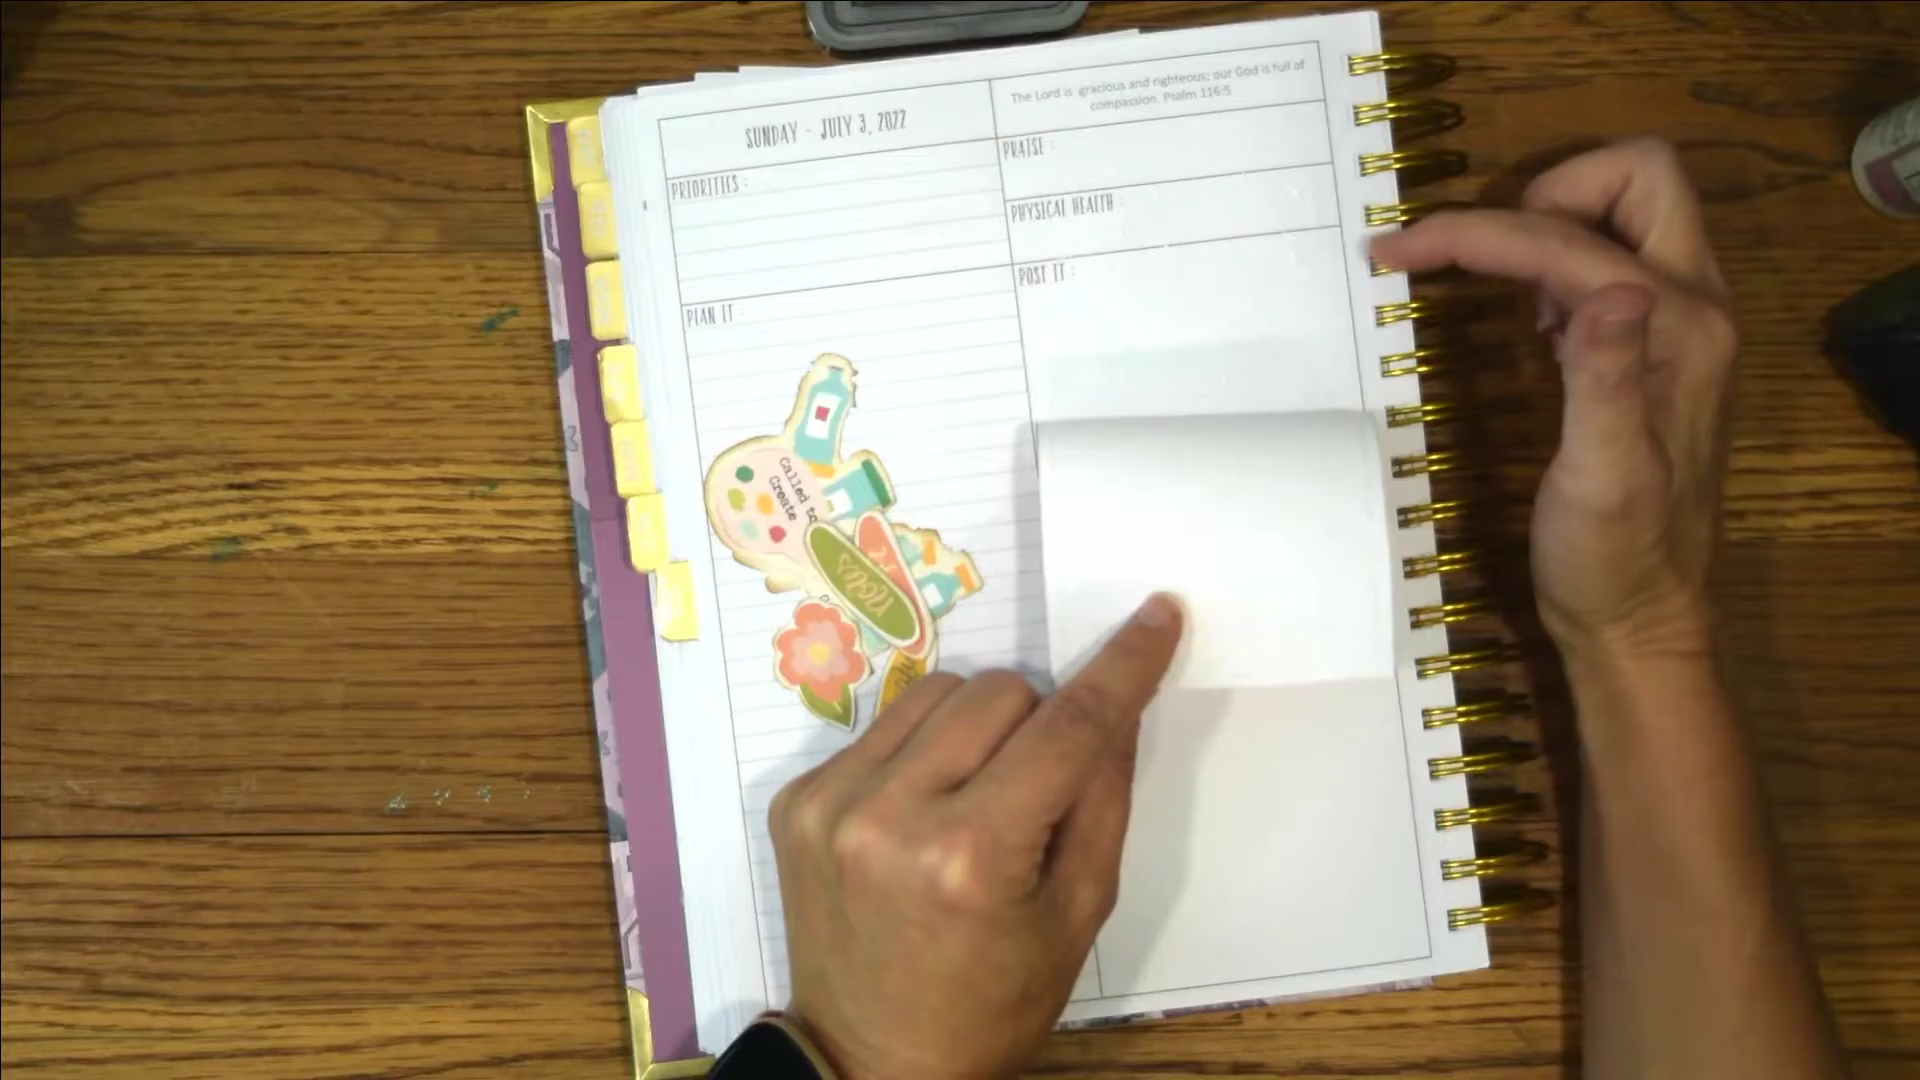 SUNDAY - JULY 3, 2022
The Lord is gracious and righteous; our God is full of
compassion. Psalm 116:5
PRIORITIES :
PRAISE :
PHYSICAL HEALTH :
PLAN IT :
POST IT :
Called to
Create